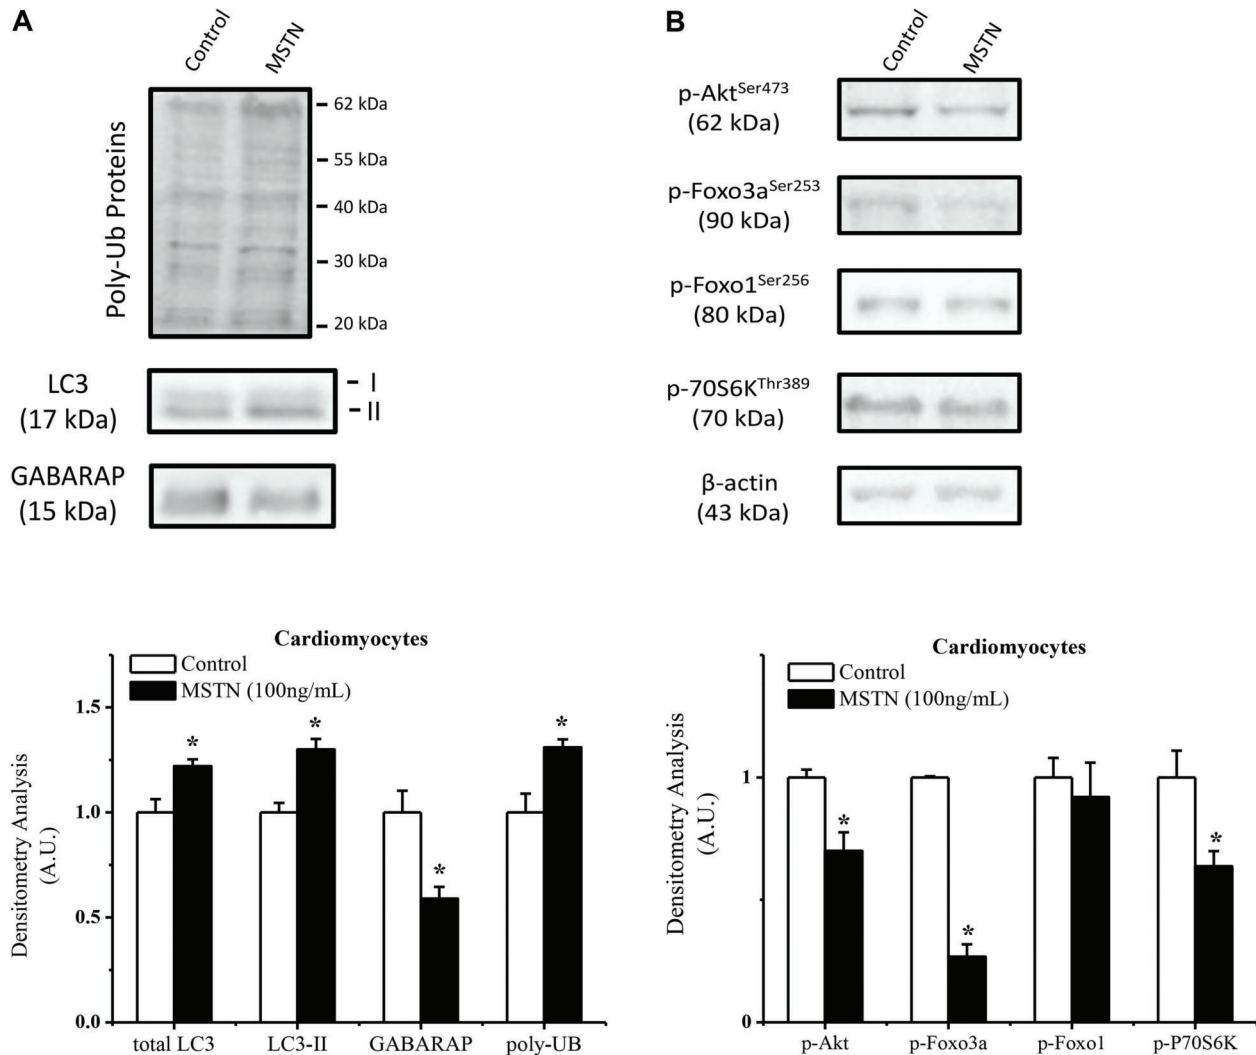 A
Control
MSTN
Poly-Ub Proteins
62 kDa
55 kDa
40 kDa
30 kDa
20 kDa
LC3
(17 kDa)
I
II
GABARAP
(15 kDa)
B
Control
MSTN
p-Akt^Ser473
(62 kDa)
p-Foxo3a^Ser253
(90 kDa)
p-Foxo1^Ser256
(80 kDa)
p-70S6K^Thr389
(70 kDa)
β-actin
(43 kDa)
Cardiomyocytes
Control
MSTN (100ng/mL)
Densitometry Analysis
(A.U.)
1.5
1.0
0.5
0.0
*
*
*
*
total LC3
LC3-II
GABARAP
poly-UB
Cardiomyocytes
Control
MSTN (100ng/mL)
Densitometry Analysis
(A.U.)
1
0
*
*
*
p-Akt
p-Foxo3a
p-Foxo1
p-P70S6K